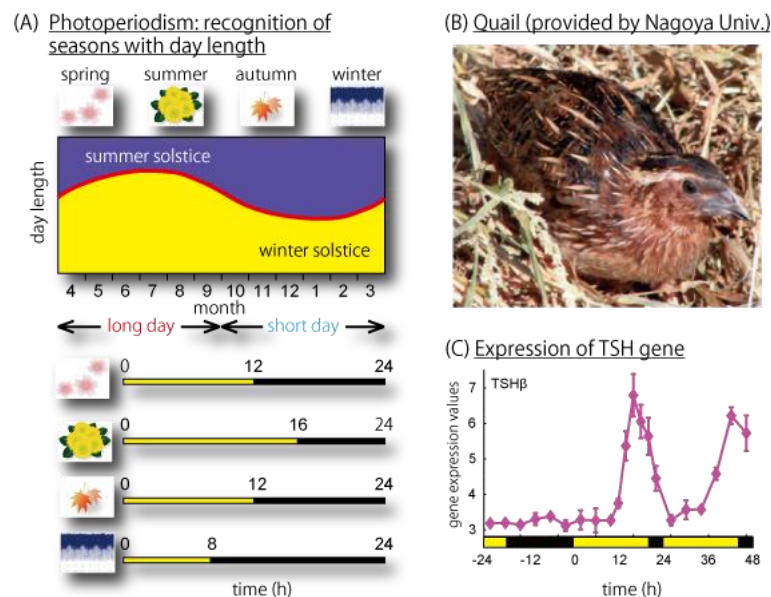 (A) Photoperiodism: recognition of
seasons with day length
spring summer autumn winter
day length
summer solstice
winter solstice
4 5 6 7 8 9 10 11 12 1 2 3
month
long day short day
0 12 24
0 16 24
0 12 24
0 8 24
time (h)
(B) Quail (provided by Nagoya Univ.)
(C) Expression of TSH gene
TSHβ
gene expression values
7
6
5
4
3
-24 -12 0 12 24 36 48
time (h)